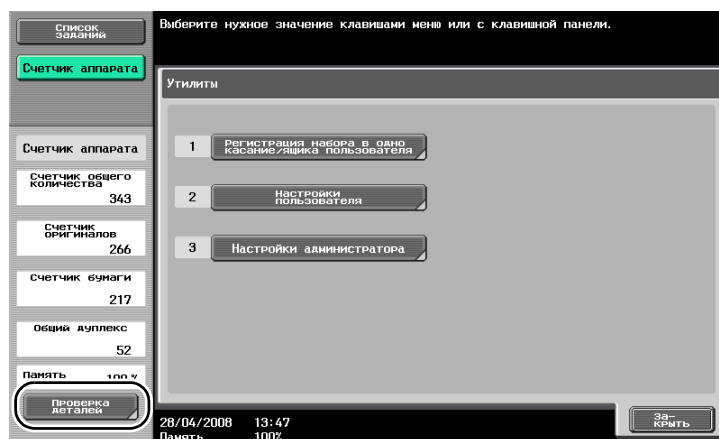 Список
заданий
Выберите нужное значение клавишами меню или с клавишной панели.
Счетчик аппарата
Утилиты
Счетчик аппарата
1 Регистрация набора в одно
касание/ящика пользователя
Счетчик общего
количества
343
2 Настройки
пользователя
Счетчик
оригиналов
266
3 Настройки администратора
Счетчик бумаги
217
Общий дуплекс
52
Память 100 %
Проверка
деталей
28/04/2008 13:47
Память 100%
За-
крыть